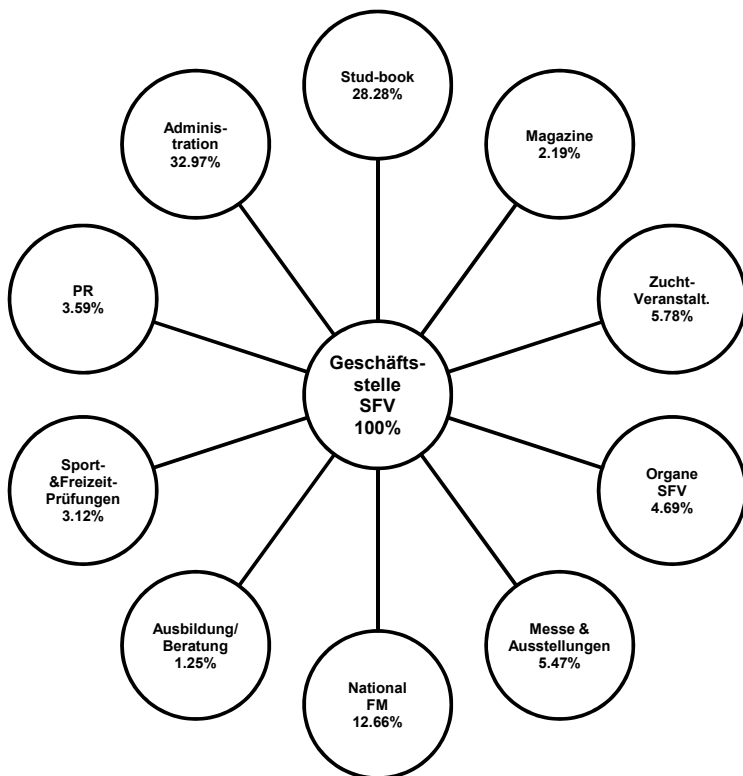 Stud-book
28.28%
Magazine
2.19%
Zucht-
Veranstalt.
5.78%
Organe
SFV
4.69%
Messe &
Ausstellungen
5.47%
National
FM
12.66%
Ausbildung/
Beratung
1.25%
Sport-
&Freizeit-
Prüfungen
3.12%
PR
3.59%
Adminis-
tration
32.97%
Geschäfts-
stelle
SFV
100%